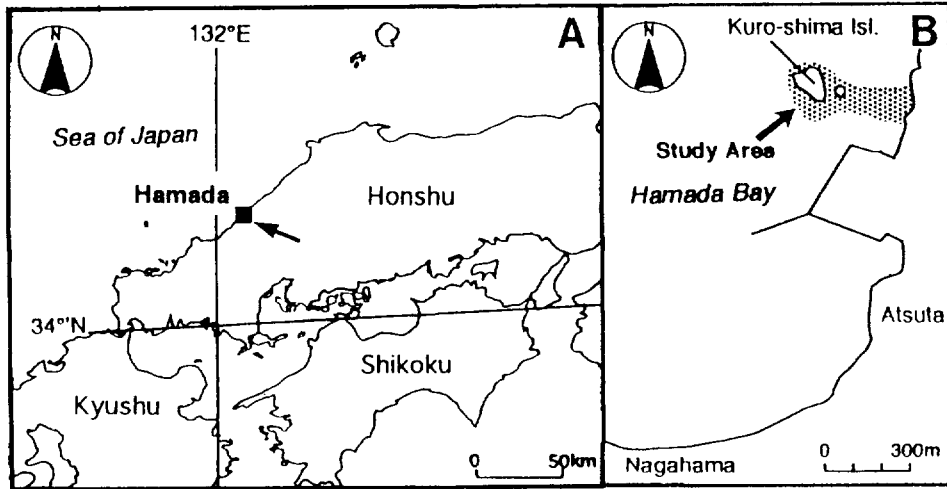 N
132°E
A
Sea of Japan
Hamada
Honshu
34°'N
Shikoku
Kyushu
0 50km
N
Kuro-shima Isl.
B
Study Area
Hamada Bay
Atsuta
Nagahama
0 300m